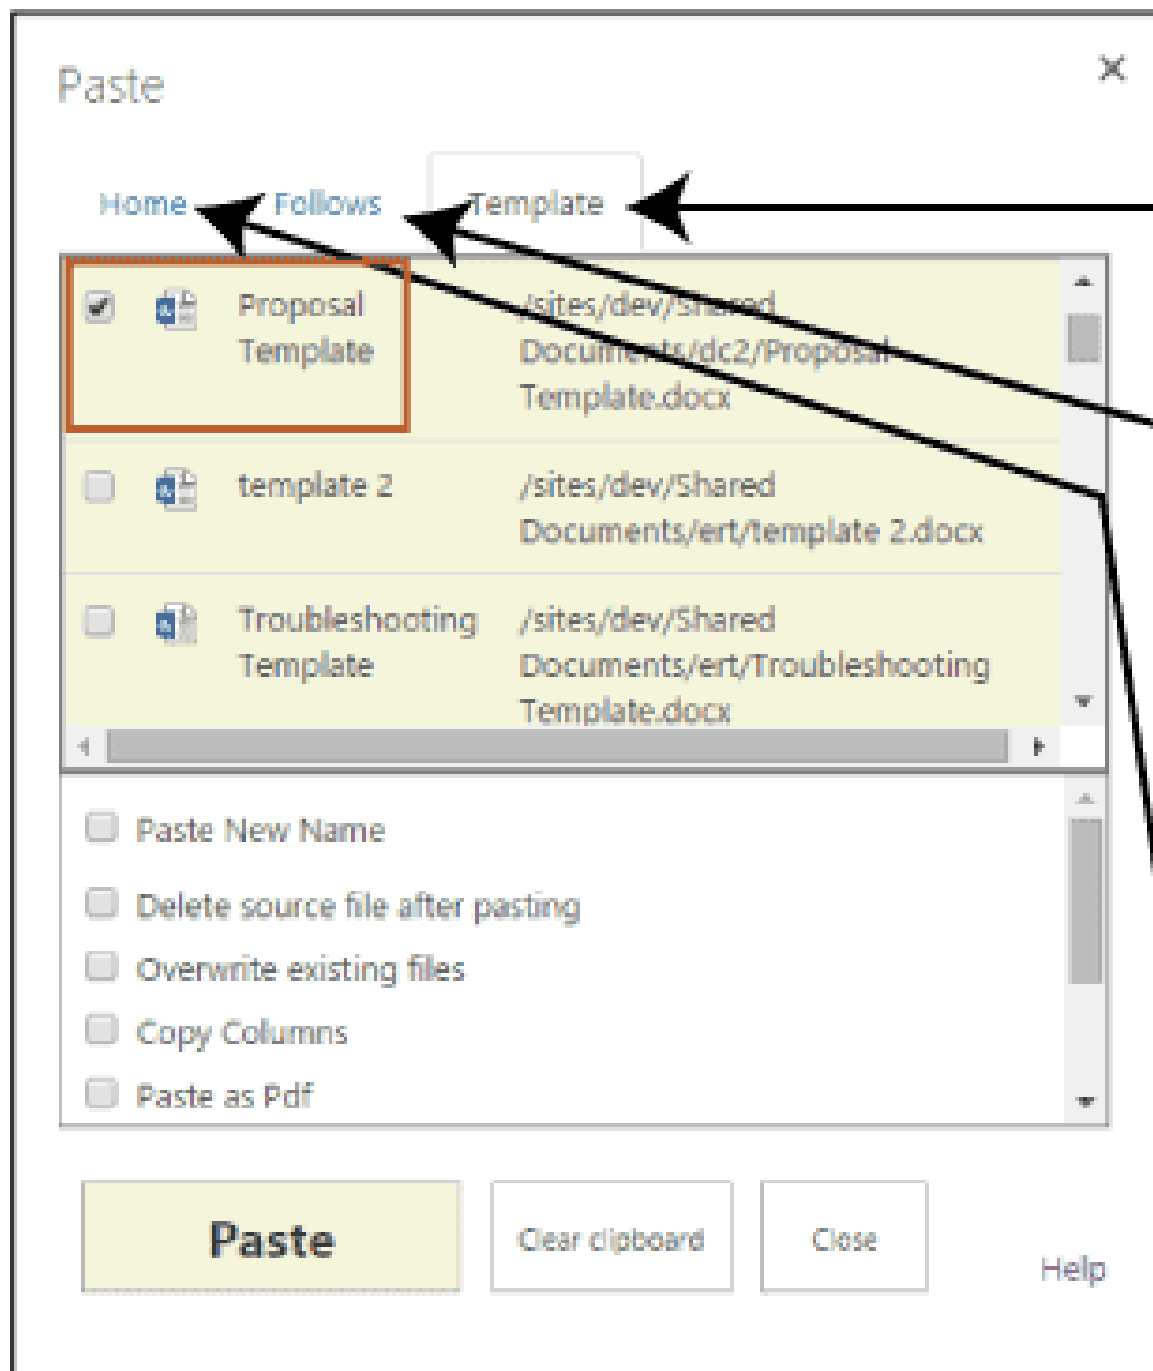 Paste
Home Follows Template
Proposal Template
/sites/dev/Shared
Documents/dc2/Proposal
Template.docx
template 2
/sites/dev/Shared
Documents/ert/template 2.docx
Troubleshooting
Template
/sites/dev/Shared
Documents/ert/Troubleshooting
Template.docx
Paste New Name
Delete source file after pasting
Overwrite existing files
Copy Columns
Paste as Pdf
Paste
Clear clipboard
Close
Help